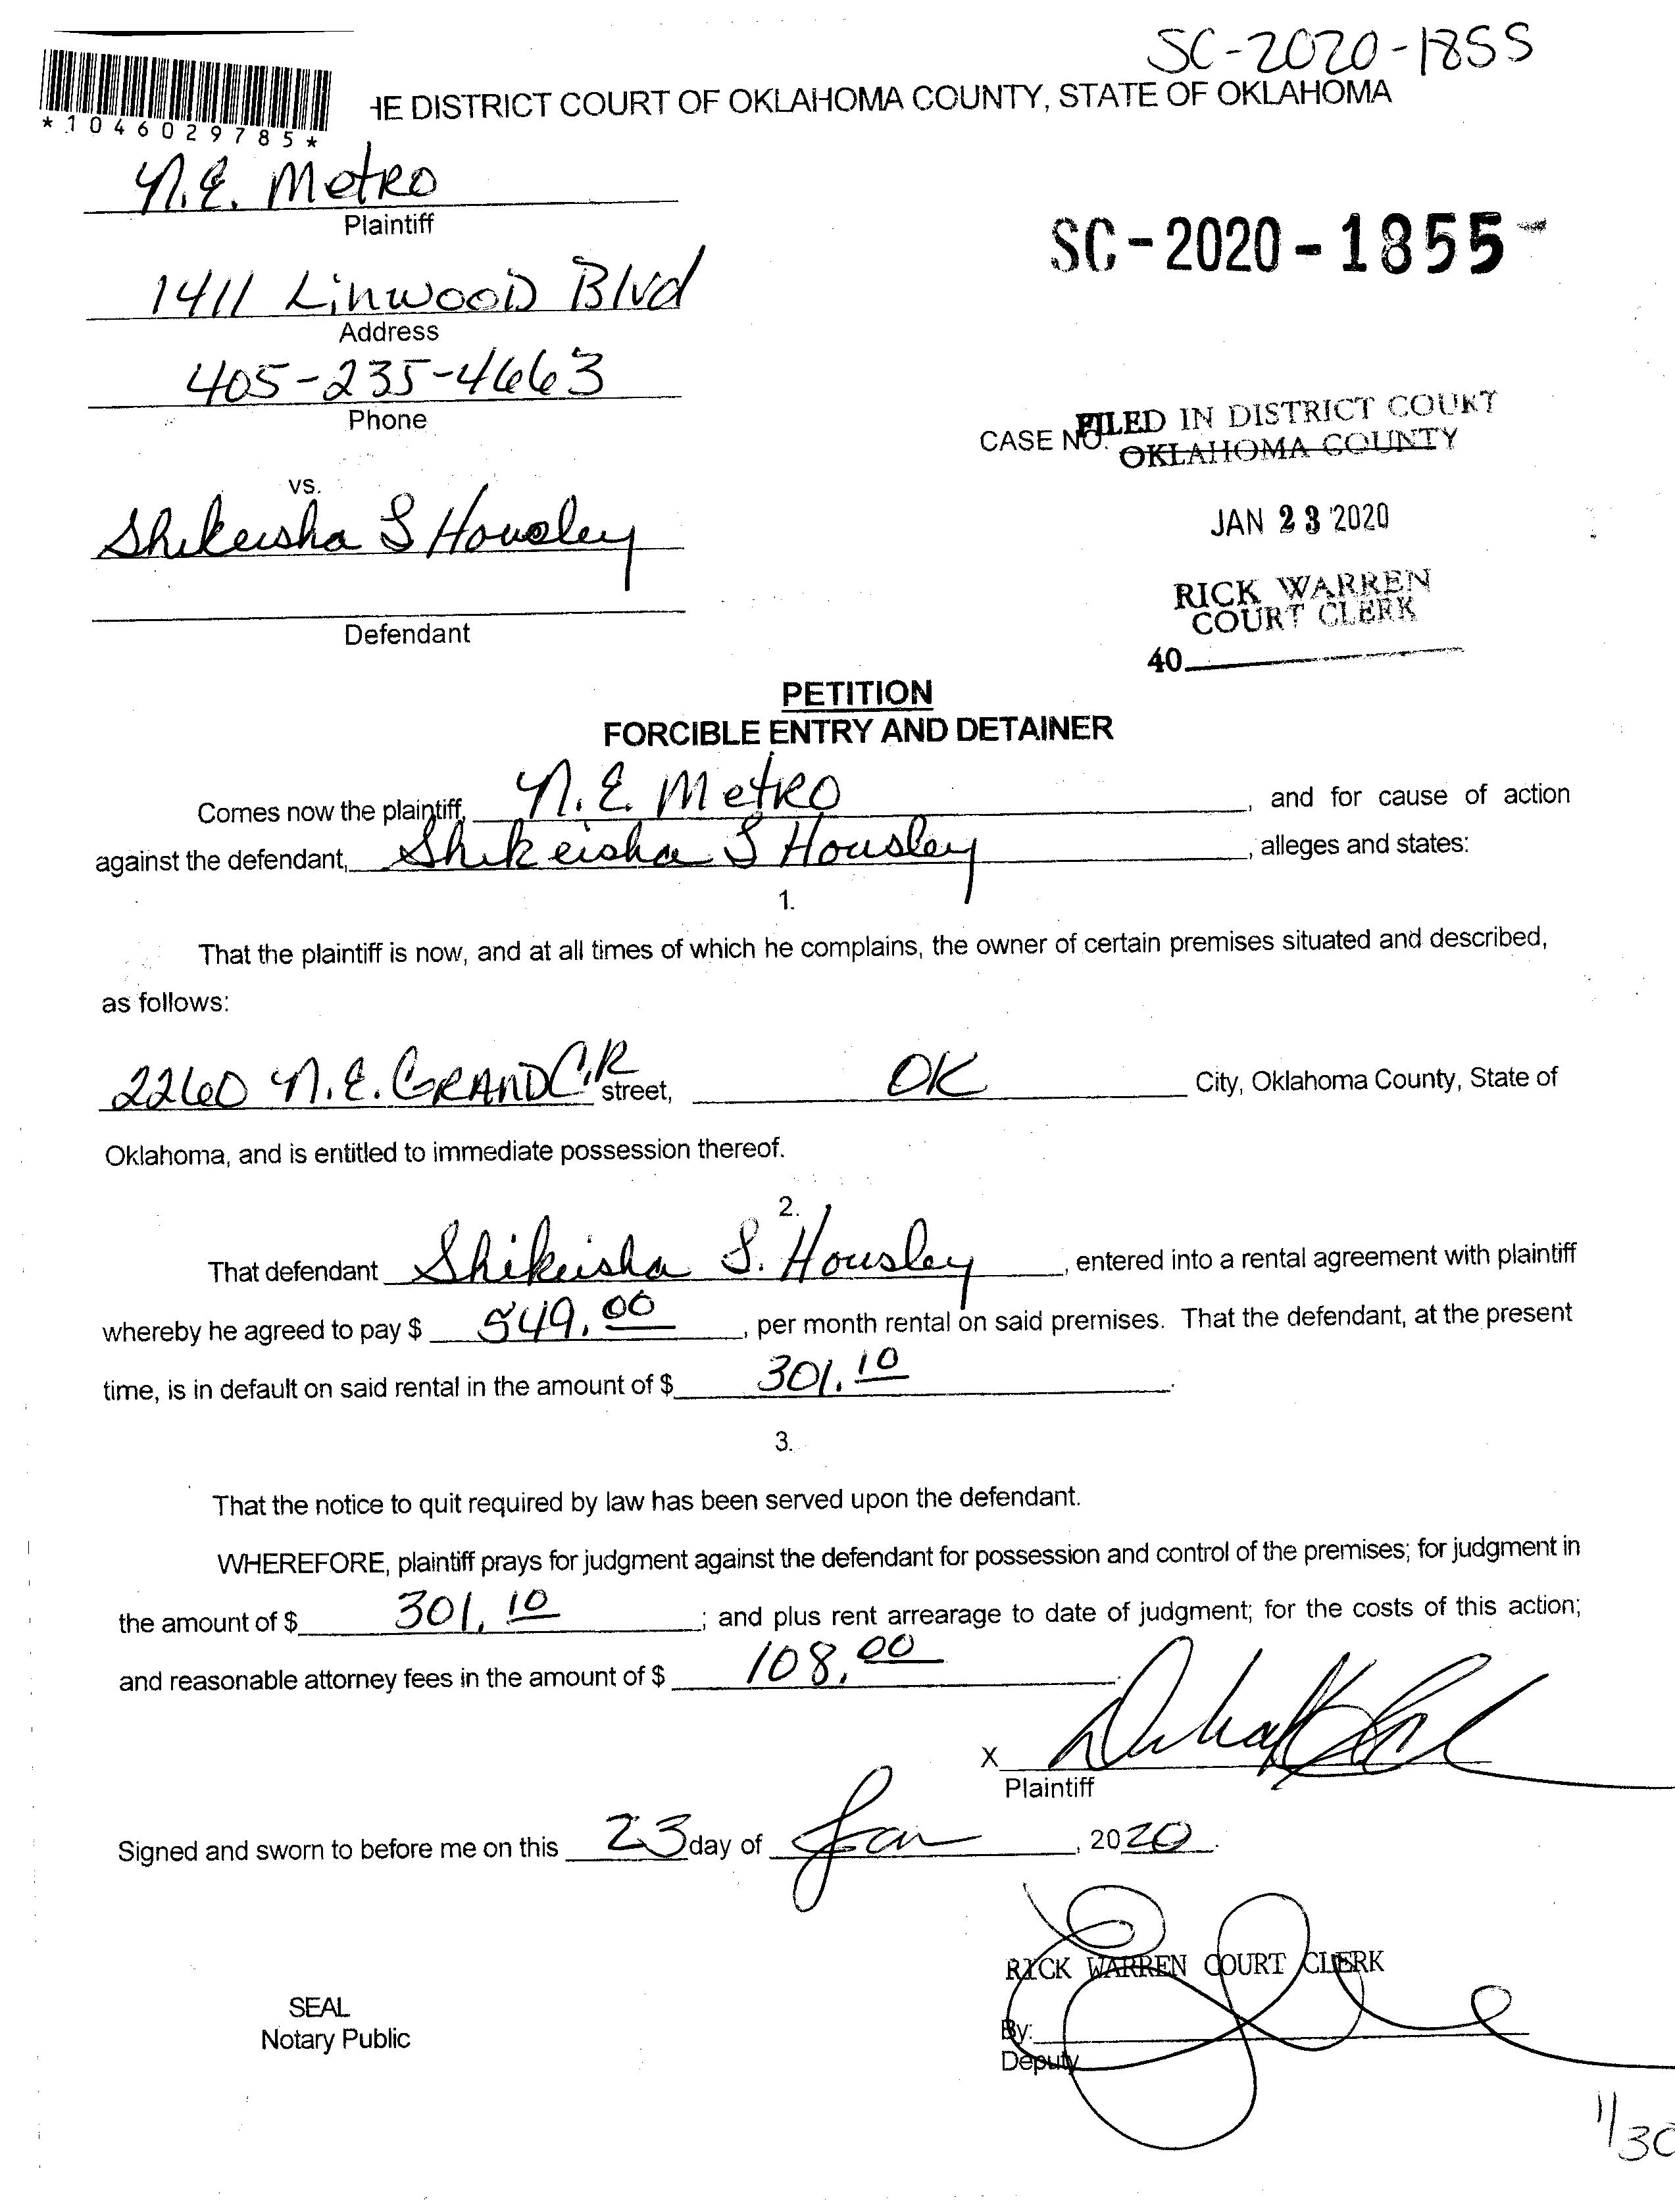 SC-2020-1855
HE DISTRICT COURT OF OKLAHOMA COUNTY, STATE OF OKLAHOMA
*1046029785*
N.E. Metro
Plaintiff
SC-2020-1855
1411 Linwood Blvd
Address
405-235-4663
Phone
CASE NO. FILED IN DISTRICT COURT
OKLAHOMA COUNTY
vs.
JAN 23 2020
Shikeisha S Housley
RICK WARREN
COURT CLERK
Defendant
40
PETITION
FORCIBLE ENTRY AND DETAINER
Comes now the plaintiff, N.E. Metro, and for cause of action
against the defendant, Shikeisha S Housley, alleges and states:
1.
That the plaintiff is now, and at all times of which he complains, the owner of certain premises situated and described,
as follows:
2260 N.E. GRAND CIR street, OK City, Oklahoma County, State of
Oklahoma, and is entitled to immediate possession thereof.
2.
That defendant Shikeisha S. Housley, entered into a rental agreement with plaintiff
whereby he agreed to pay $ 549.00, per month rental on said premises. That the defendant, at the present
time, is in default on said rental in the amount of $ 301.10.
3.
That the notice to quit required by law has been served upon the defendant.
WHEREFORE, plaintiff prays for judgment against the defendant for possession and control of the premises; for judgment in
the amount of $ 301.10; and plus rent arrearage to date of judgment; for the costs of this action;
and reasonable attorney fees in the amount of $ 108.00.
X
Plaintiff
Signed and sworn to before me on this 23 day of Jan, 2020.
RICK WARREN COURT CLERK
SEAL
Notary Public
By:
Deputy
1/30